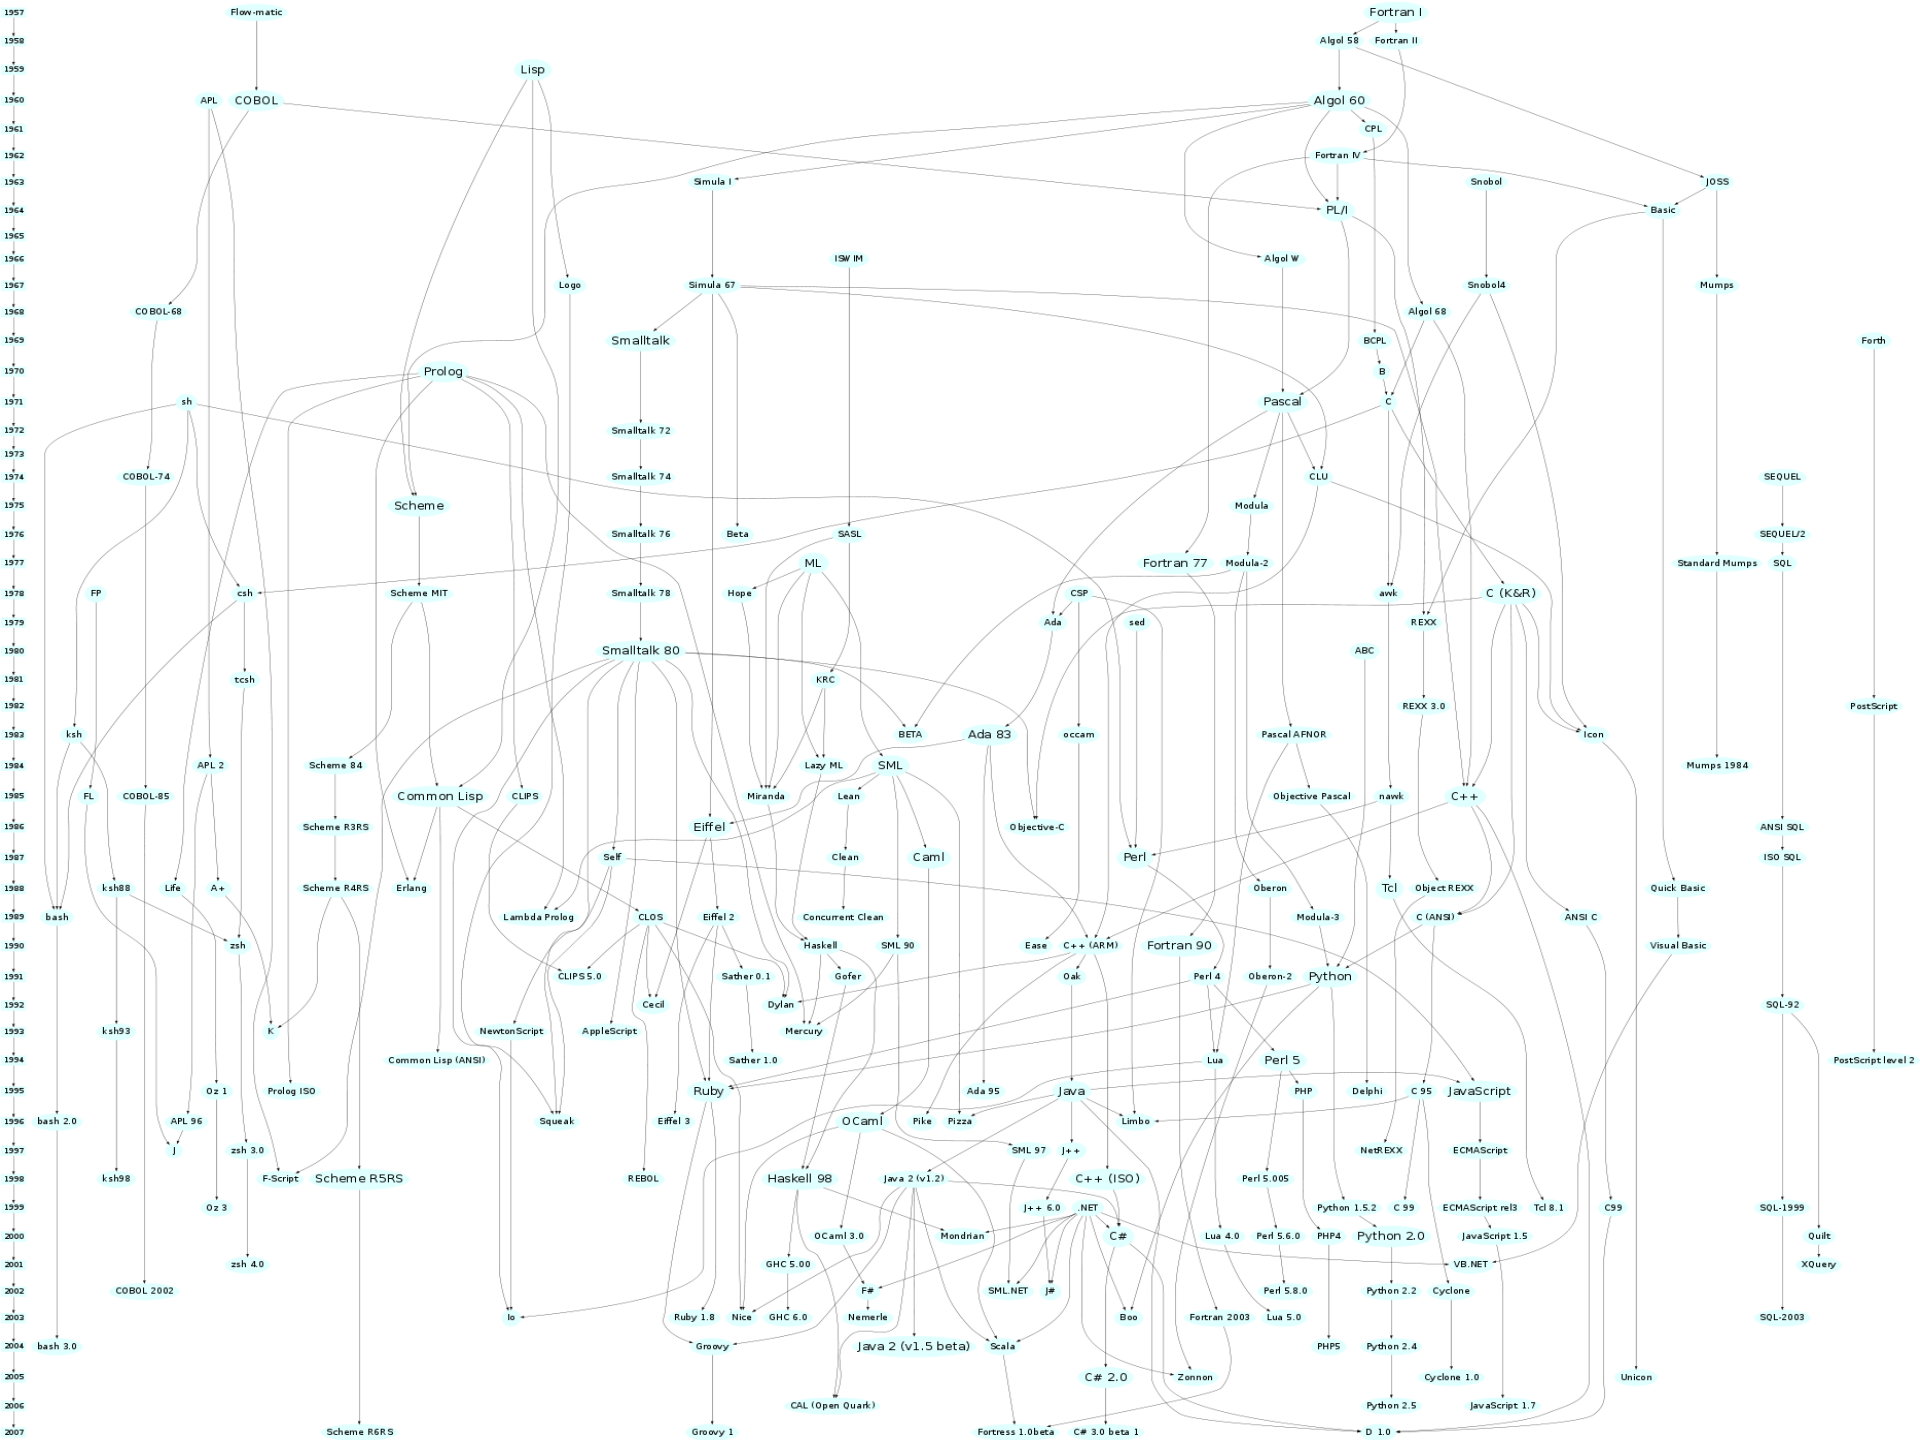 1957 Flow-matic Fortran I
1958 Algol 58 Fortran II
1959 Lisp
1960 APL COBOL Algol 60
1961 CPL
1962 Fortran IV
1963 Simula I Snobol JOSS
1964 PL/I Basic
1965
1966 ISWIM Algol W
1967 Logo Simula 67 Snobol4 Mumps
1968 COBOL-68 Algol 68
1969 Smalltalk BCPL Forth
1970 Prolog B
1971 sh Pascal C
1972 Smalltalk 72
1973
1974 COBOL-74 Smalltalk 74 CLU SEQUEL
1975 Scheme Modula
1976 Smalltalk 76 Beta SASL SEQUEL/2
1977 ML Fortran 77 Modula-2 Standard Mumps SQL
1978 FP csh Scheme MIT Smalltalk 78 Hope CSP awk C (K&R)
1979 Ada sed REXX
1980 Smalltalk 80 ABC
1981 tcsh KRC
1982 REXX 3.0 PostScript
1983 ksh BETA Ada 83 occam Pascal AFNOR Icon
1984 APL 2 Scheme 84 Lazy ML SML Mumps 1984
1985 FL COBOL-85 Common Lisp CLIPS Miranda Lean Objective Pascal nawk C++
1986 Scheme R3RS Eiffel Objective-C ANSI SQL
1987 Self Clean Caml Perl ISO SQL
1988 ksh88 Life A+ Scheme R4RS Erlang Oberon Tcl Object REXX Quick Basic
1989 bash Lambda Prolog CLOS Eiffel 2 Concurrent Clean Modula-3 C (ANSI) ANSI C
1990 zsh Haskell SML 90 Ease C++ (ARM) Fortran 90 Visual Basic
1991 CLIPS 5.0 Sather 0.1 Gofer Oak Perl 4 Oberon-2 Python
1992 Cecil Dylan SQL-92
1993 ksh93 K NewtonScript AppleScript Mercury
1994 Common Lisp (ANSI) Sather 1.0 Lua Perl 5 PostScript level 2
1995 Oz 1 Prolog ISO Ruby Ada 95 Java PHP Delphi C 95 JavaScript
1996 bash 2.0 APL 96 Squeak Eiffel 3 OCaml Pike Pizza Limbo
1997 J zsh 3.0 SML 97 J++ NetREXX ECMAScript
1998 ksh98 F-Script Scheme R5RS REBOL Haskell 98 Java 2 (v1.2) C++ (ISO) Perl 5.005
1999 Oz 3 J++ 6.0 .NET Python 1.5.2 C 99 ECMAScript rel3 Tcl 8.1 C99 SQL-1999
2000 OCaml 3.0 Mondrian C# Lua 4.0 Perl 5.6.0 PHP4 Python 2.0 JavaScript 1.5 Quilt
2001 zsh 4.0 GHC 5.00 VB.NET XQuery
2002 COBOL 2002 F# SML.NET J# Perl 5.8.0 Python 2.2 Cyclone
2003 Io Ruby 1.8 Nice GHC 6.0 Nemerle Boo Fortran 2003 Lua 5.0 SQL-2003
2004 bash 3.0 Groovy Java 2 (v1.5 beta) Scala PHP5 Python 2.4
2005 C# 2.0 Zonnon Cyclone 1.0 Unicon
2006 CAL (Open Quark) Python 2.5 JavaScript 1.7
2007 Scheme R6RS Groovy 1 Fortress 1.0beta C# 3.0 beta 1 D 1.0